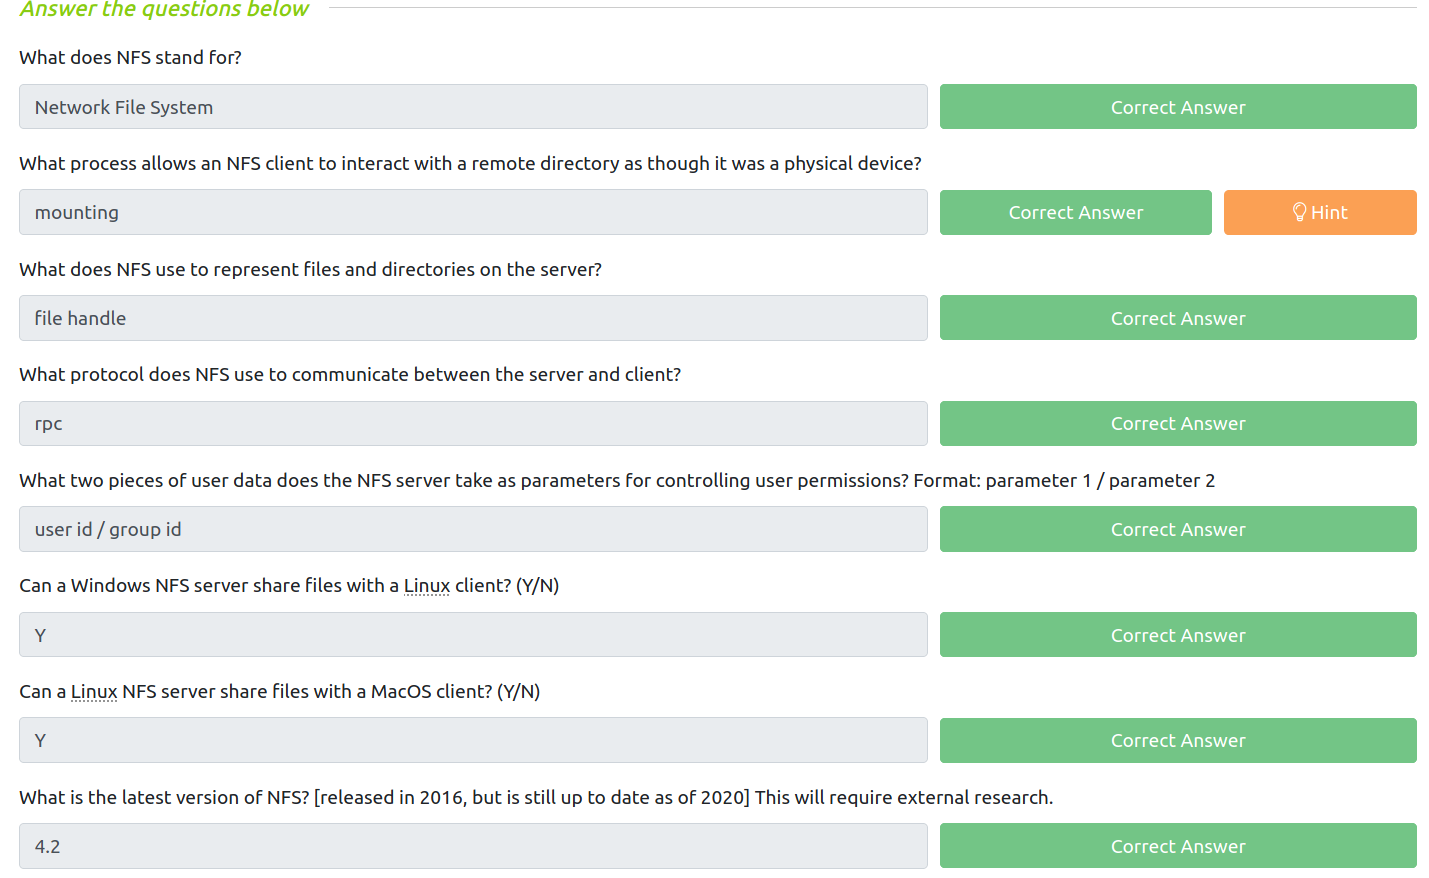 Answer the questions below
What does NFS stand for?
Network File System
Correct Answer
What process allows an NFS client to interact with a remote directory as though it was a physical device?
mounting
Correct Answer
Hint
What does NFS use to represent files and directories on the server?
file handle
Correct Answer
What protocol does NFS use to communicate between the server and client?
rpc
Correct Answer
What two pieces of user data does the NFS server take as parameters for controlling user permissions? Format: parameter 1 / parameter 2
user id / group id
Correct Answer
Can a Windows NFS server share files with a Linux client? (Y/N)
Y
Correct Answer
Can a Linux NFS server share files with a MacOS client? (Y/N)
Y
Correct Answer
What is the latest version of NFS? [released in 2016, but is still up to date as of 2020] This will require external research.
4.2
Correct Answer